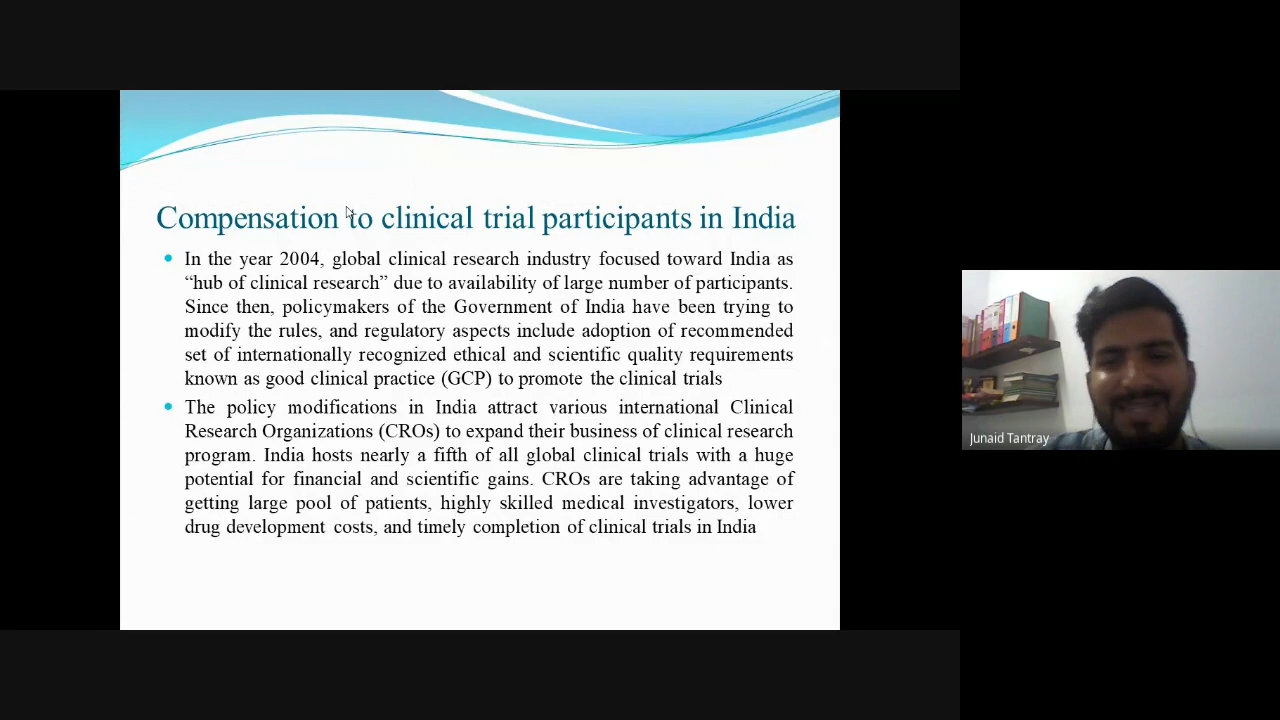 Compensation to clinical trial participants in India
In the year 2004, global clinical research industry focused toward India as
“hub of clinical research” due to availability of large number of participants.
Since then, policymakers of the Government of India have been trying to
modify the rules, and regulatory aspects include adoption of recommended
set of internationally recognized ethical and scientific quality requirements
known as good clinical practice (GCP) to promote the clinical trials
The policy modifications in India attract various international Clinical
Research Organizations (CROs) to expand their business of clinical research
program. India hosts nearly a fifth of all global clinical trials with a huge
potential for financial and scientific gains. CROs are taking advantage of
getting large pool of patients, highly skilled medical investigators, lower
drug development costs, and timely completion of clinical trials in India
Junaid Tantray